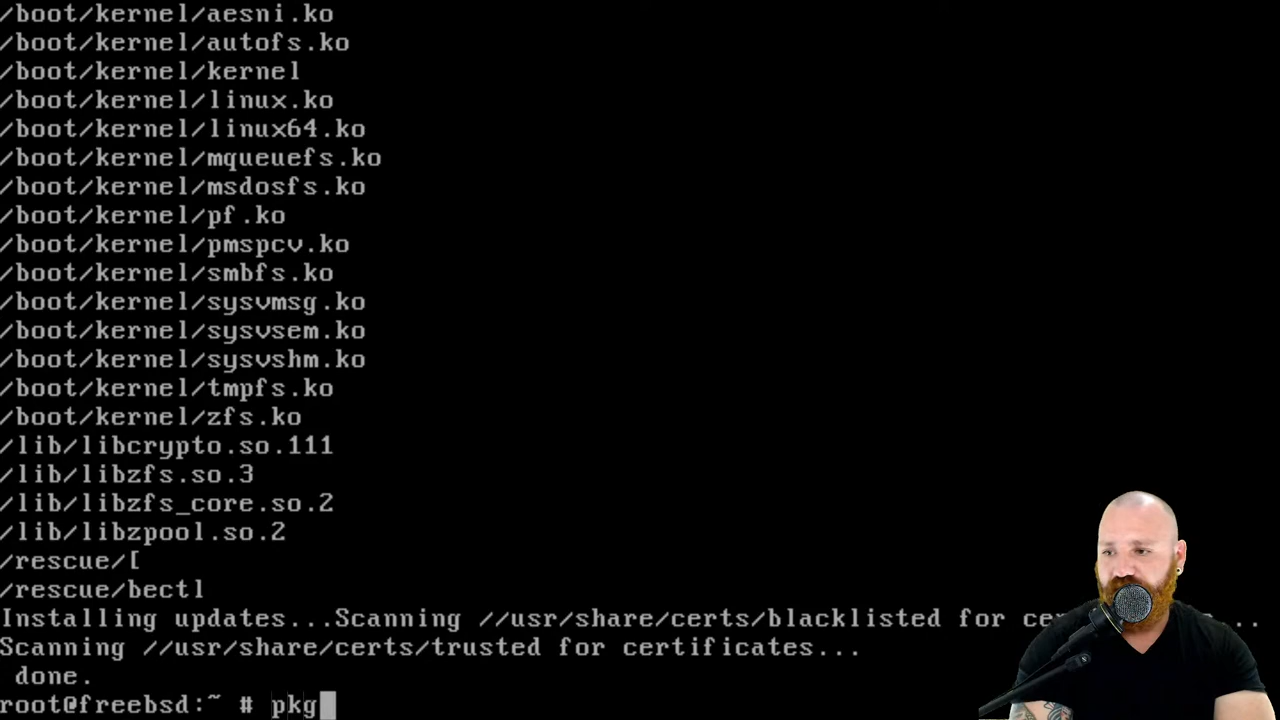 /boot/kernel/aesni.ko
/boot/kernel/autofs.ko
/boot/kernel/kernel
/boot/kernel/linux.ko
/boot/kernel/linux64.ko
/boot/kernel/mqueuefs.ko
/boot/kernel/msdosfs.ko
/boot/kernel/pf.ko
/boot/kernel/pmspcv.ko
/boot/kernel/smbfs.ko
/boot/kernel/sysvmsg.ko
/boot/kernel/sysvsem.ko
/boot/kernel/sysvshm.ko
/boot/kernel/tmpfs.ko
/boot/kernel/zfs.ko
/lib/libcrypto.so.111
/lib/libzfs.so.3
/lib/libzfs_core.so.2
/lib/libzpool.so.2
/rescue/[
/rescue/bectl
Installing updates...Scanning //usr/share/certs/blacklisted for
Scanning //usr/share/certs/trusted for certificates...
done.
root@freebsd:~ # pkg